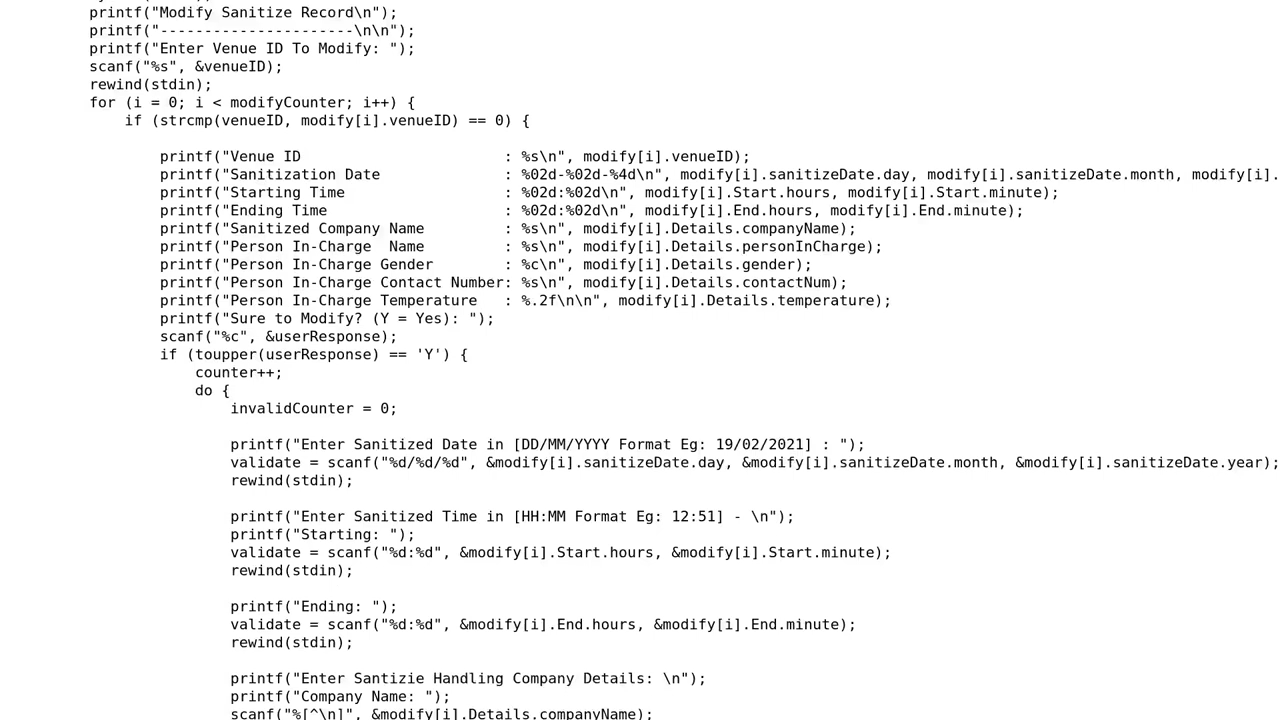 printf("Modify Sanitize Record\n");
printf("----------------------\n\n");
printf("Enter Venue ID To Modify: ");
scanf("%s", &venueID);
rewind(stdin);
for (i = 0; i < modifyCounter; i++) {
if (strcmp(venueID, modify[i].venueID) == 0) {
printf("Venue ID                       : %s\n", modify[i].venueID);
printf("Sanitization Date              : %02d-%02d-%4d\n", modify[i].sanitizeDate.day, modify[i].sanitizeDate.month, modify[i].
printf("Starting Time                  : %02d:%02d\n", modify[i].Start.hours, modify[i].Start.minute);
printf("Ending Time                    : %02d:%02d\n", modify[i].End.hours, modify[i].End.minute);
printf("Sanitized Company Name         : %s\n", modify[i].Details.companyName);
printf("Person In-Charge  Name         : %s\n", modify[i].Details.personInCharge);
printf("Person In-Charge Gender        : %c\n", modify[i].Details.gender);
printf("Person In-Charge Contact Number: %s\n", modify[i].Details.contactNum);
printf("Person In-Charge Temperature   : %.2f\n\n", modify[i].Details.temperature);
printf("Sure to Modify? (Y = Yes): ");
scanf("%c", &userResponse);
if (toupper(userResponse) == 'Y') {
counter++;
do {
invalidCounter = 0;
printf("Enter Sanitized Date in [DD/MM/YYYY Format Eg: 19/02/2021] : ");
validate = scanf("%d/%d/%d", &modify[i].sanitizeDate.day, &modify[i].sanitizeDate.month, &modify[i].sanitizeDate.year);
rewind(stdin);
printf("Enter Sanitized Time in [HH:MM Format Eg: 12:51] - \n");
printf("Starting: ");
validate = scanf("%d:%d", &modify[i].Start.hours, &modify[i].Start.minute);
rewind(stdin);
printf("Ending: ");
validate = scanf("%d:%d", &modify[i].End.hours, &modify[i].End.minute);
rewind(stdin);
printf("Enter Santizie Handling Company Details: \n");
printf("Company Name: ");
scanf("%[^\n]", &modify[i].Details.companyName);